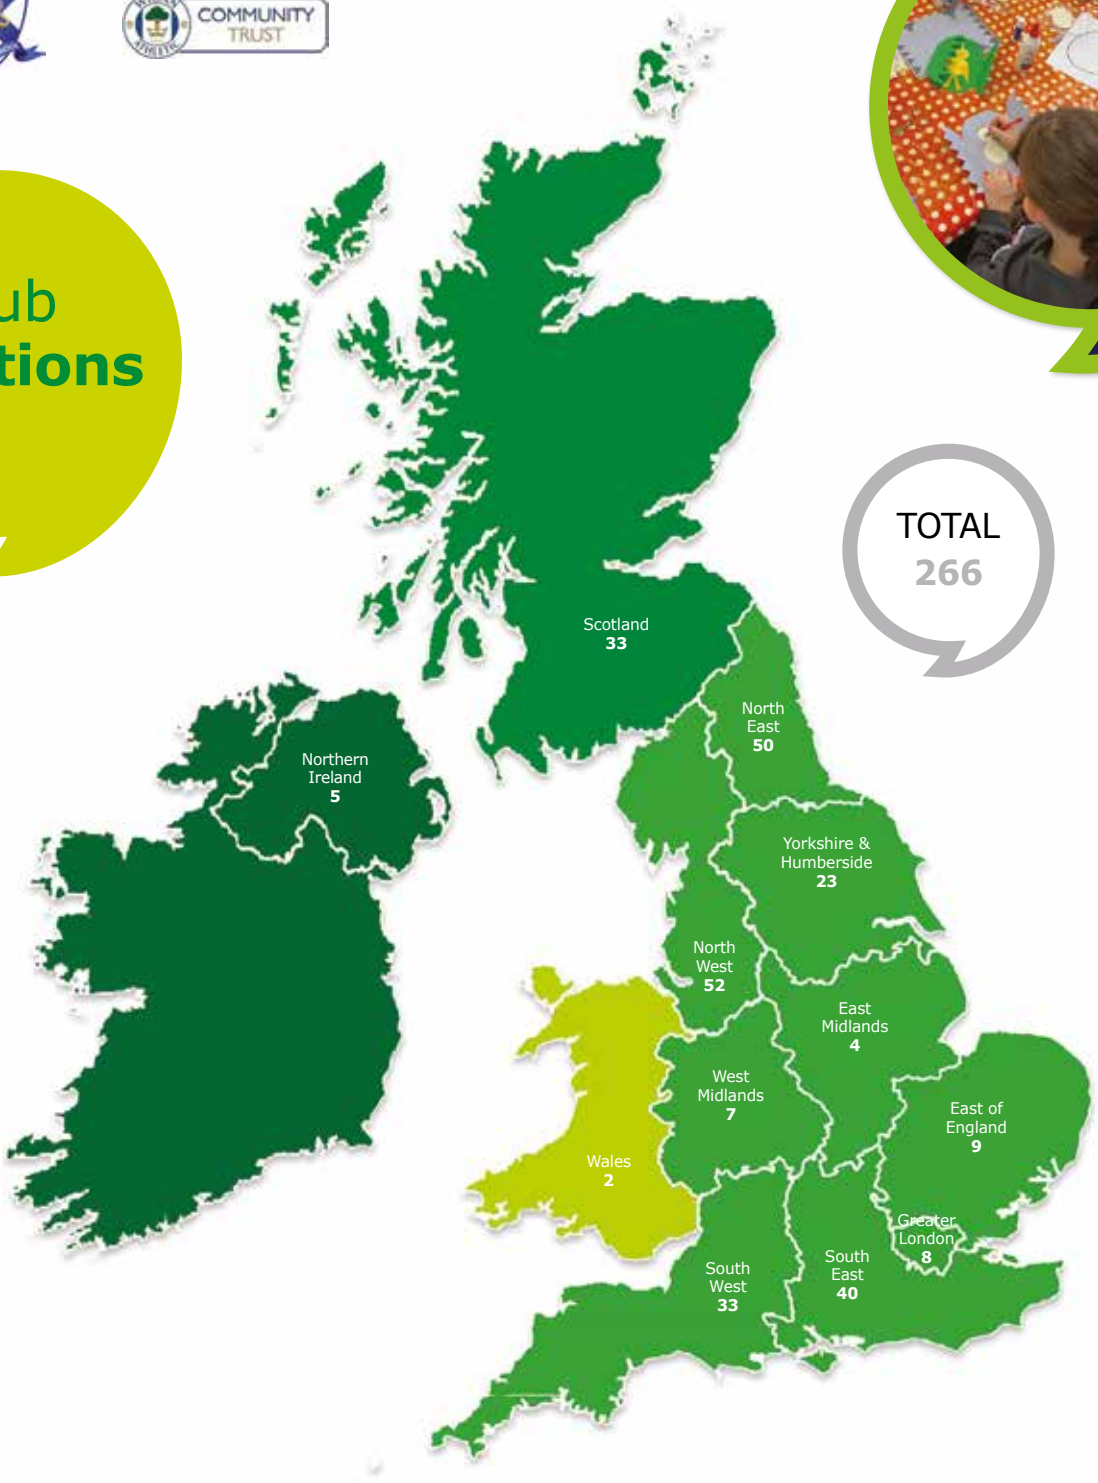 COMMUNITY
TRUST
ATHLETIC
ub
tions
TOTAL
266
Scotland
33
North
East
50
Northern
Ireland
5
Yorkshire &
Humberside
23
North
West
52
East
Midlands
4
West
Midlands
7
East of
England
9
Wales
2
Greater
London
8
South
East
40
South
West
33